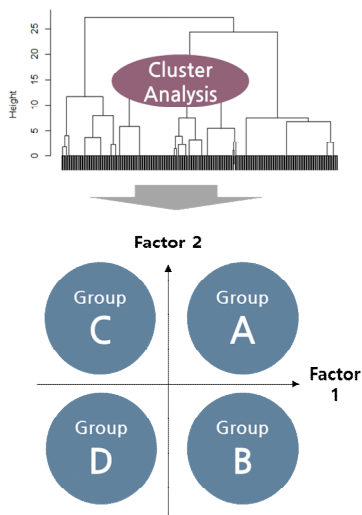 25
20
15
10
5
0
Height
Cluster
Analysis
Factor 2
Group
C
Group
A
Factor
1
Group
D
Group
B